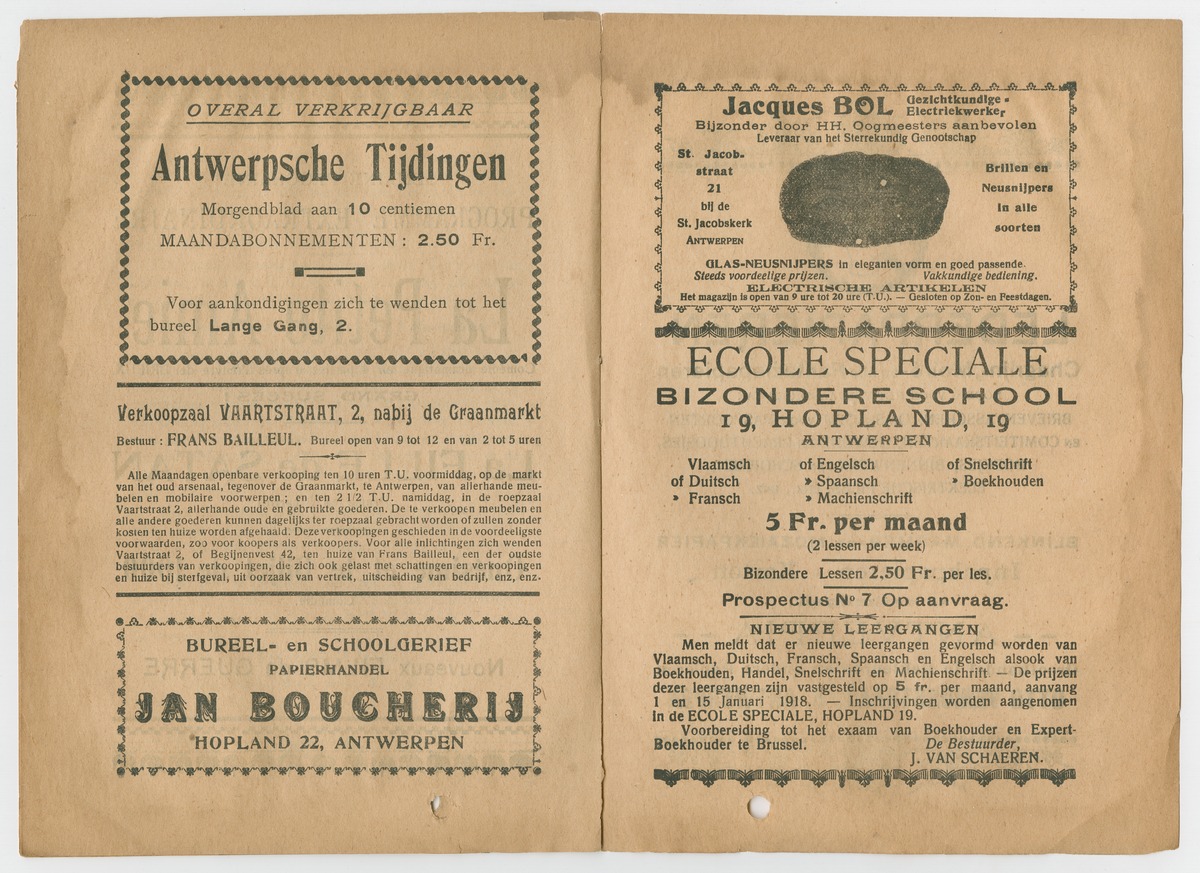 OVERAL VERKRIJGBAAR
Antwerpsche Tijdingen
Morgendblad aan 10 centiemen
MAANDABONNEMENTEN : 2.50 Fr.
Voor aankondigingen zich te wenden tot het
bureel Lange Gang, 2.
Verkoopzaal VAARTSTRAAT, 2, nabij de Graanmarkt
Bestuur : FRANS BAILLEUL. Bureel open van 9 tot 12 en van 2 tot 5 uren
Alle Maandagen openbare verkooping ten 10 uren T.U. voormiddag, op de markt
van het oud arsenaal, tegenover de Graanmarkt, te Antwerpen, van allerhande meu-
belen en mobilaire voorwerpen ; en ten 2 1/2 T.U. namiddag, in de roepzaal
Vaartstraat 2, allerhande oude en gebruikte goederen. De te verkoopen meubelen en
alle andere goederen kunnen dagelijks ter roepzaal gebracht worden of zullen zonder
kosten ten huize worden afgehaald. Deze verkoopingen geschieden in de voordeeligste
voorwaarden, zoo voor koopers als verkoopers. Voor alle inlichtingen zich wenden
Vaartstraat 2, of Begijnenvest 42, ten huize van Frans Bailleul, een der oudste
bestuurders van verkoopingen, die zich ook gelast met schattingen en verkoopingen
en huize bij sterfgeval, uit oorzaak van vertrek, uitscheiding van bedrijf, enz, enz.
BUREEL- en SCHOOLGERIEF
PAPIERHANDEL
JAN BOUCHERIJ
HOPLAND 22, ANTWERPEN
Jacques BOL Gezichtkundige-
Electriekwerker
Bijzonder door HH. Oogmeesters aanbevolen
Leveraar van het Sterrekundig Genootschap
St. Jacob-
straat
21
bij de
St. Jacobskerk
ANTWERPEN
Brillen en
Neusnijpers
in alle
soorten
GLAS-NEUSNIJPERS in eleganten vorm en goed passende.
Steeds voordeelige prijzen. Vakkundige bediening.
ELECTRISCHE ARTIKELEN
Het magazijn is open van 9 ure tot 20 ure (T.U.). — Gesloten op Zon- en Feestdagen.
ECOLE SPECIALE
BIZONDERE SCHOOL
19, HOPLAND, 19
ANTWERPEN
Vlaamsch of Engelsch of Snelschrift
of Duitsch » Spaansch » Boekhouden
» Fransch » Machienschrift
5 Fr. per maand
(2 lessen per week)
Bizondere Lessen 2.50 Fr. per les.
Prospectus No 7 Op aanvraag.
NIEUWE LEERGANGEN
Men meldt dat er nieuwe leergangen gevormd worden van
Vlaamsch, Duitsch, Fransch, Spaansch en Engelsch alsook van
Boekhouden, Handel, Snelschrift en Machienschrift — De prijzen
dezer leergangen zijn vastgesteld op 5 fr. per maand, aanvang
1 en 15 Januari 1918. — Inschrijvingen worden aangenomen
in de ECOLE SPECIALE, HOPLAND 19.
Voorbereiding tot het exaam van Boekhouder en Expert-
Boekhouder te Brussel. De Bestuurder,
J. VAN SCHAEREN.